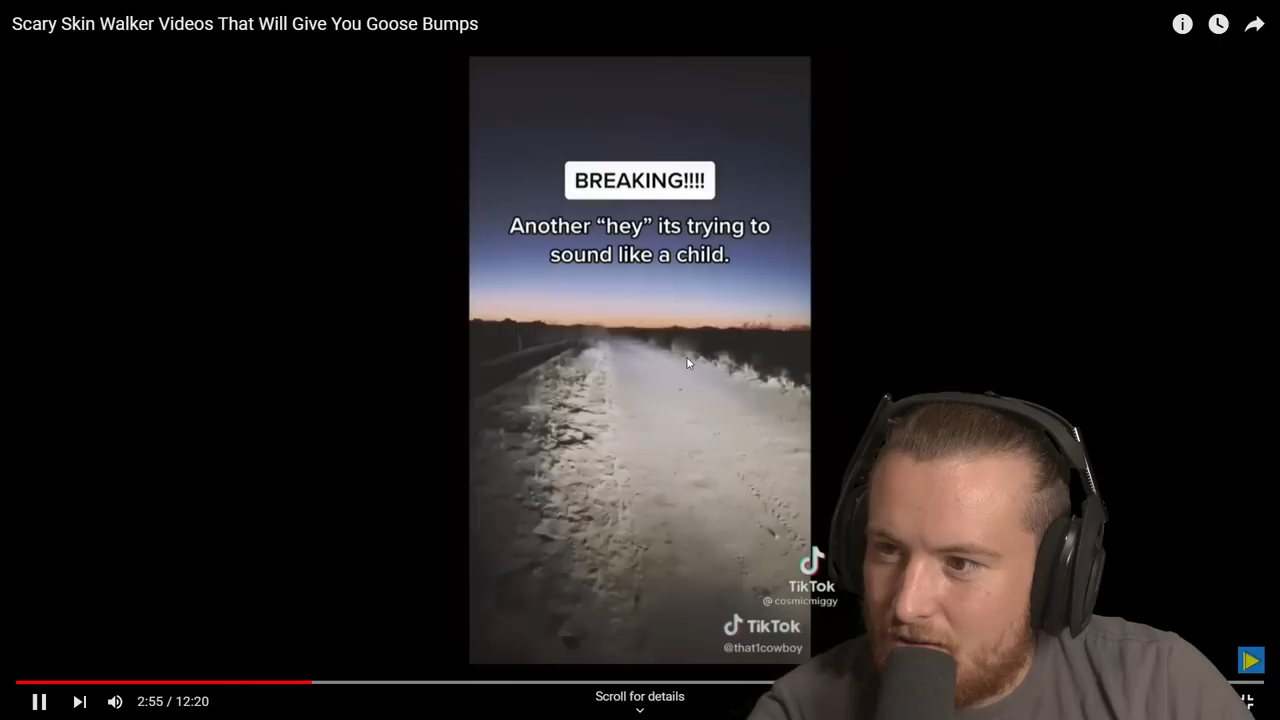 Scary Skin Walker Videos That Will Give You Goose Bumps
BREAKING!!!!
Another “hey” its trying to
sound like a child.
TikTok
@cosmicmiggy
TikTok
@that1cowboy
2:55 / 12:20
Scroll for details